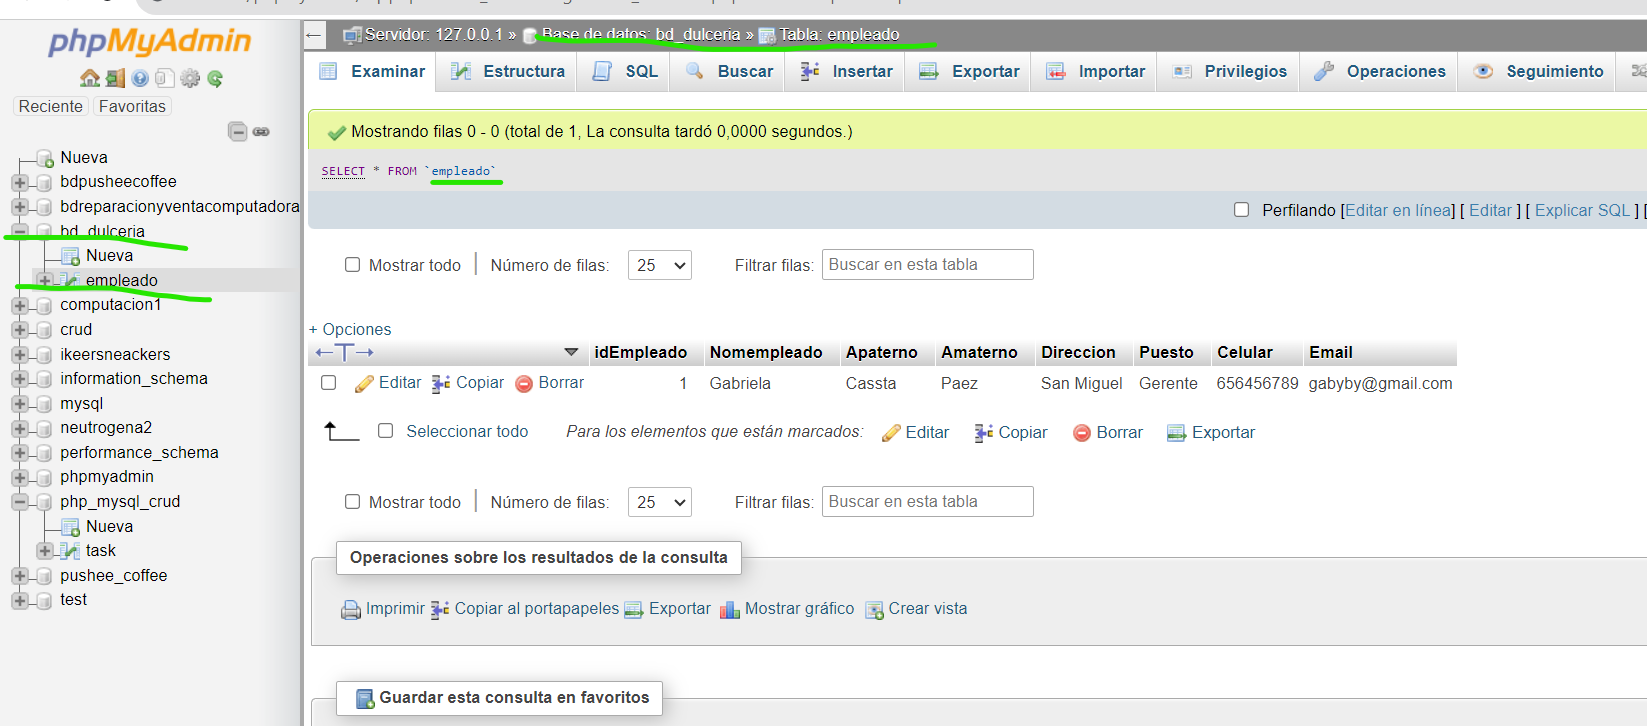 phpMyAdmin
Reciente Favoritas
Nueva
bdpusheecoffee
bdreparacionyventacomputadora
bd_dulceria
Nueva
empleado
computacion1
crud
ikeersneackers
information_schema
mysql
neutrogena2
performance_schema
phpmyadmin
php_mysql_crud
Nueva
task
pushee_coffee
test
Servidor: 127.0.0.1 » Base de datos: bd_dulceria » Tabla: empleado
Examinar Estructura SQL Buscar Insertar Exportar Importar Privilegios Operaciones Seguimiento
Mostrando filas 0 - 0 (total de 1, La consulta tardó 0,0000 segundos.)
SELECT * FROM `empleado`
Perfilando [Editar en línea] [ Editar ] [ Explicar SQL ] [
Mostrar todo | Número de filas: 25 Filtrar filas: Buscar en esta tabla
+ Opciones
←T→ idEmpleado Nomempleado Apaterno Amaterno Direccion Puesto Celular Email
Editar Copiar Borrar 1 Gabriela Cassta Paez San Miguel Gerente 656456789 gabyby@gmail.com
Seleccionar todo Para los elementos que están marcados: Editar Copiar Borrar Exportar
Mostrar todo | Número de filas: 25 Filtrar filas: Buscar en esta tabla
Operaciones sobre los resultados de la consulta
Imprimir Copiar al portapapeles Exportar Mostrar gráfico Crear vista
Guardar esta consulta en favoritos